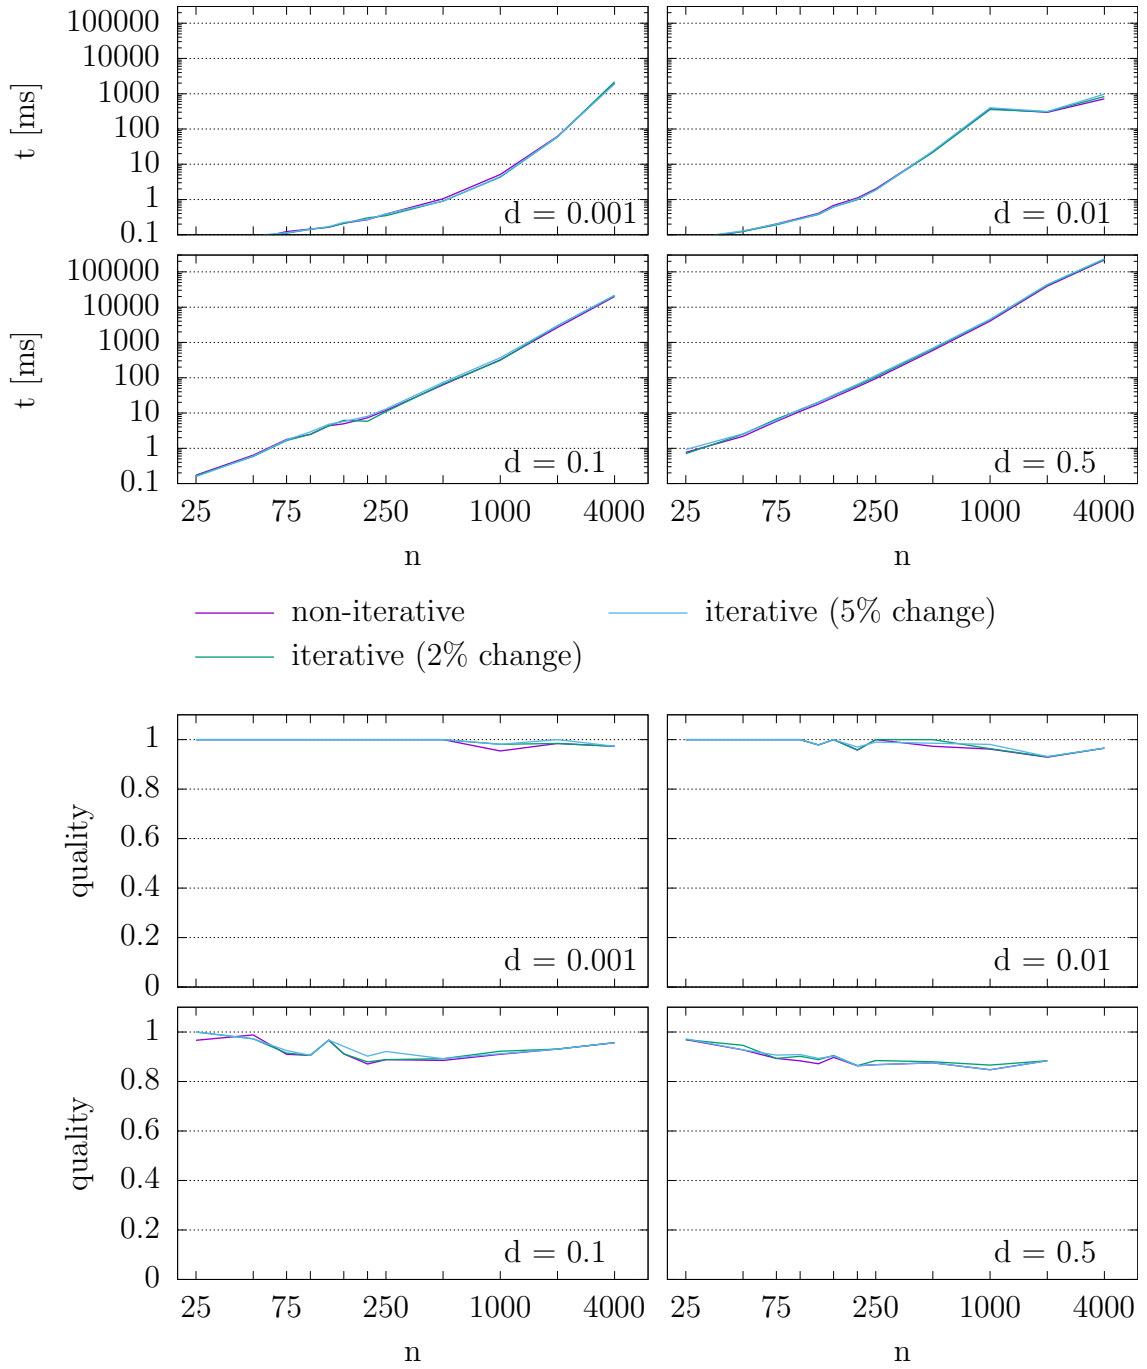 100000
10000
1000
100
10
1
0.1
t [ms]
d = 0.001
d = 0.01
100000
10000
1000
100
10
1
0.1
t [ms]
d = 0.1
d = 0.5
25 75 250 1000 4000
25 75 250 1000 4000
n
n
non-iterative
iterative (5% change)
iterative (2% change)
1
0.8
0.6
0.4
0.2
0
quality
d = 0.001
d = 0.01
1
0.8
0.6
0.4
0.2
0
quality
d = 0.1
d = 0.5
25 75 250 1000 4000
25 75 250 1000 4000
n
n